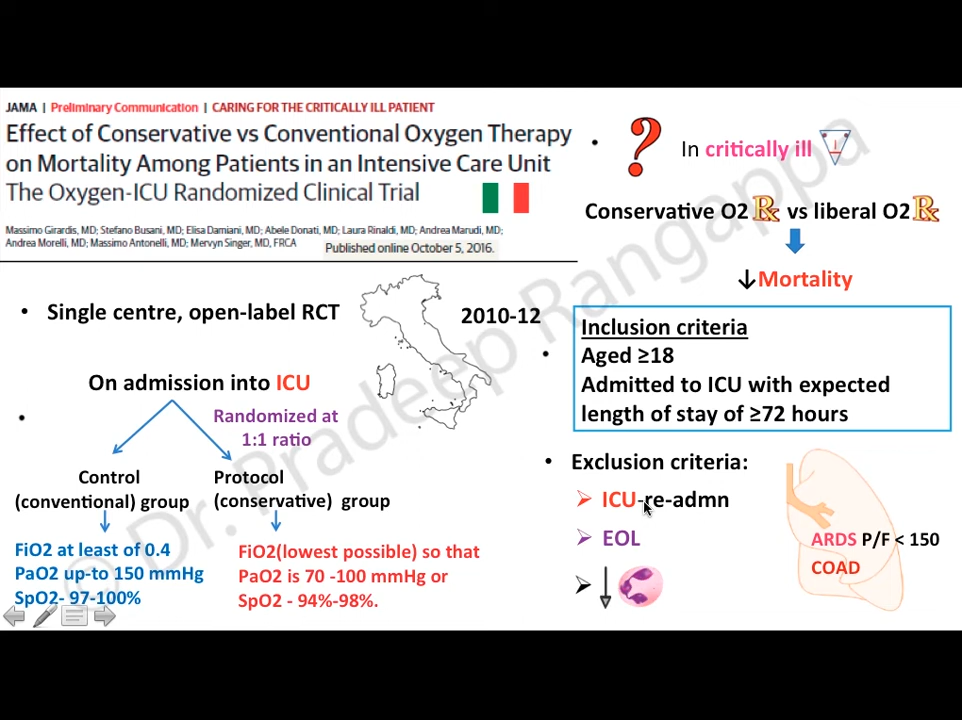 JAMA | Preliminary Communication | CARING FOR THE CRITICALLY ILL PATIENT
Effect of Conservative vs Conventional Oxygen Therapy
on Mortality Among Patients in an Intensive Care Unit
The Oxygen-ICU Randomized Clinical Trial
Massimo Girardis, MD; Stefano Busani, MD; Elisa Damiani, MD; Abele Donati, MD; Laura Rinaldi, MD; Andrea Marudi, MD;
Andrea Morelli, MD; Massimo Antonelli, MD; Mervyn Singer, MD, FRCA
Published online October 5, 2016.
• Single centre, open-label RCT
2010-12
On admission into ICU
Randomized at
1:1 ratio
Control
(conventional) group
FiO2 at least of 0.4
PaO2 up-to 150 mmHg
SpO2- 97-100%
Protocol
(conservative) group
FiO2(lowest possible) so that
PaO2 is 70 -100 mmHg or
SpO2 - 94%-98%.
• ? In critically ill
Conservative O2 Rx vs liberal O2 Rx
↓Mortality
Inclusion criteria
Aged ≥18
Admitted to ICU with expected
length of stay of ≥72 hours
• Exclusion criteria:
ICU-re-admn
EOL
ARDS P/F < 150
COAD
© Dr. Pradeep Rangappa